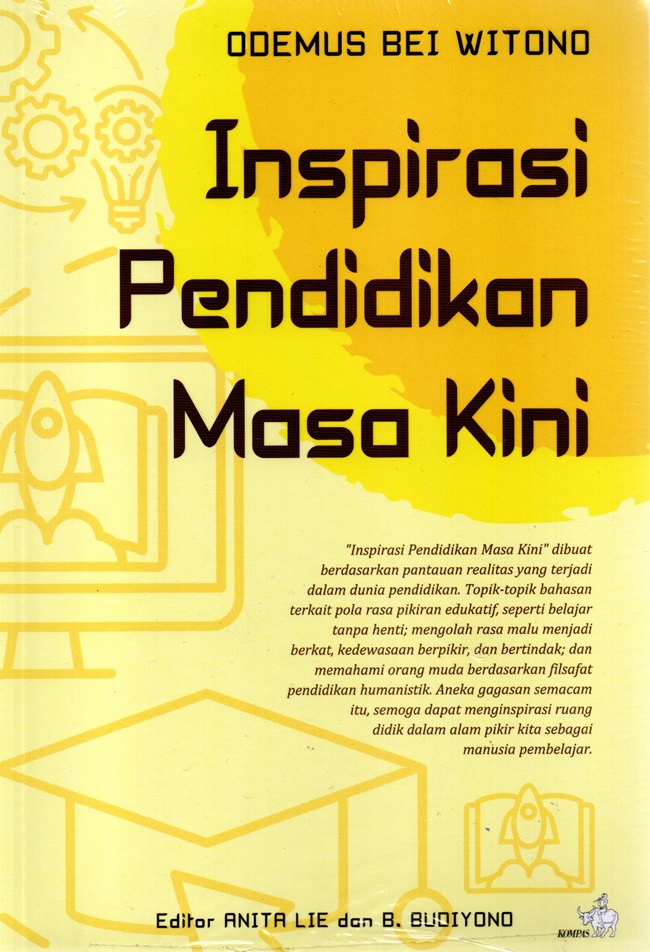 ODEMUS BEI WITONO
Inspirasi
Pendidikan
Masa Kini
"Inspirasi Pendidikan Masa Kini" dibuat
berdasarkan pantauan realitas yang terjadi
dalam dunia pendidikan. Topik-topik bahasan
terkait pola rasa pikiran edukatif, seperti belajar
tanpa henti; mengolah rasa malu menjadi
berkat, kedewasaan berpikir, dan bertindak; dan
memahami orang muda berdasarkan filsafat
pendidikan humanistik. Aneka gagasan semacam
itu, semoga dapat menginspirasi ruang
didik dalam alam pikir kita sebagai
manusia pembelajar.
Editor ANITA LIE dan B. BUDIYONO
KOMPAS